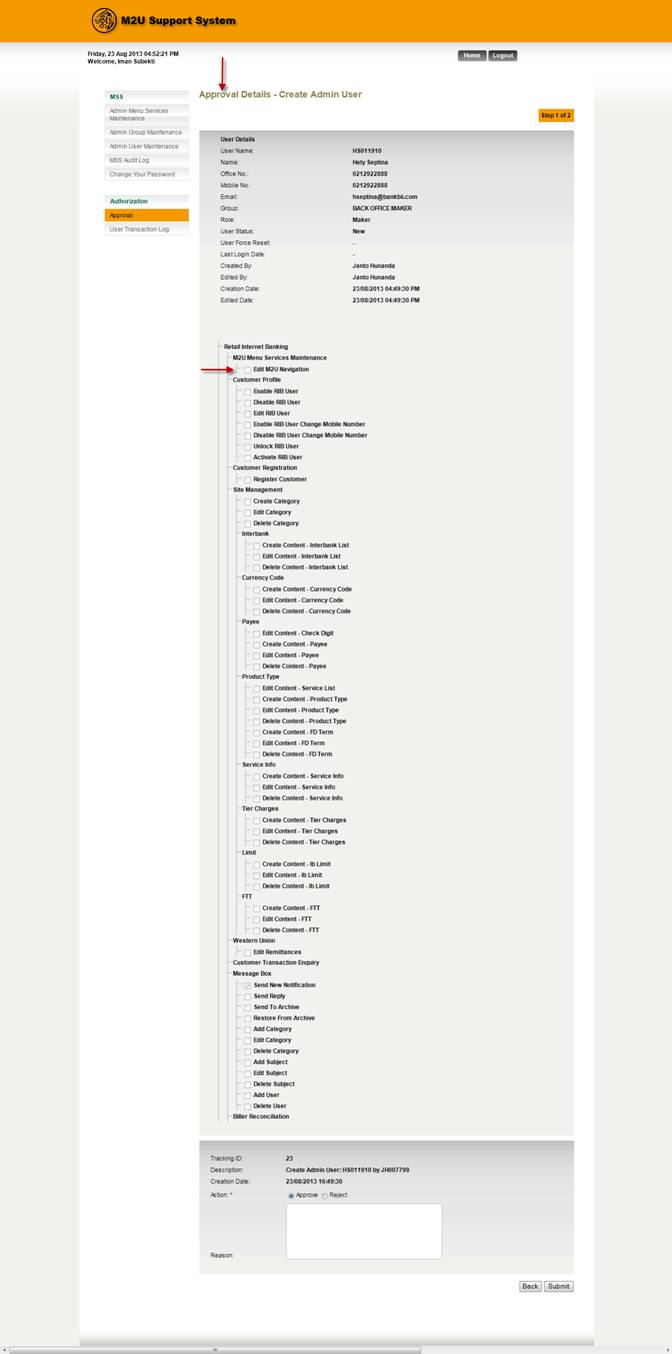 M2U Support System
Friday, 23 Aug 2013 04:52:21 PM
Welcome, Iman Subekti
Home Logout
MSS
Admin Menu Services
Maintenance
Admin Group Maintenance
Admin User Maintenance
MSS Audit Log
Change Your Password
Authorization
Approval
User Transaction Log
Approval Details - Create Admin User
Step 1 of 2
User Details
User Name: HS011910
Name: Hety Septina
Office No.: 0212922888
Mobile No.: 0212922888
Email: hseptina@bankbii.com
Group: BACK OFFICE MAKER
Role: Maker
User Status: New
User Force Reset: -
Last Login Date: -
Created By: Janto Hunanda
Edited By: Janto Hunanda
Creation Date: 23/08/2013 04:49:30 PM
Edited Date: 23/08/2013 04:49:30 PM
Retail Internet Banking
M2U Menu Services Maintenance
Edit M2U Navigation
Customer Profile
Enable RIB User
Disable RIB User
Edit RIB User
Enable RIB User Change Mobile Number
Disable RIB User Change Mobile Number
Unlock RIB User
Activate RIB User
Customer Registration
Register Customer
Site Management
Create Category
Edit Category
Delete Category
Interbank
Create Content - Interbank List
Edit Content - Interbank List
Delete Content - Interbank List
Currency Code
Create Content - Currency Code
Edit Content - Currency Code
Delete Content - Currency Code
Payee
Edit Content - Check Digit
Create Content - Payee
Edit Content - Payee
Delete Content - Payee
Product Type
Edit Content - Service List
Create Content - Product Type
Edit Content - Product Type
Delete Content - Product Type
Create Content - FD Term
Edit Content - FD Term
Delete Content - FD Term
Service Info
Create Content - Service Info
Edit Content - Service Info
Delete Content - Service Info
Tier Charges
Create Content - Tier Charges
Edit Content - Tier Charges
Delete Content - Tier Charges
Limit
Create Content - Ib Limit
Edit Content - Ib Limit
Delete Content - Ib Limit
FTT
Create Content - FTT
Edit Content - FTT
Delete Content - FTT
Western Union
Edit Remittances
Customer Transaction Enquiry
Message Box
Send New Notification
Send Reply
Send To Archive
Restore From Archive
Add Category
Edit Category
Delete Category
Add Subject
Edit Subject
Delete Subject
Add User
Delete User
Biller Reconciliation
Tracking ID: 23
Description: Create Admin User: HS011910 by JH007799
Creation Date: 23/08/2013 16:49:30
Action: * Approve Reject
Reason:
Back Submit